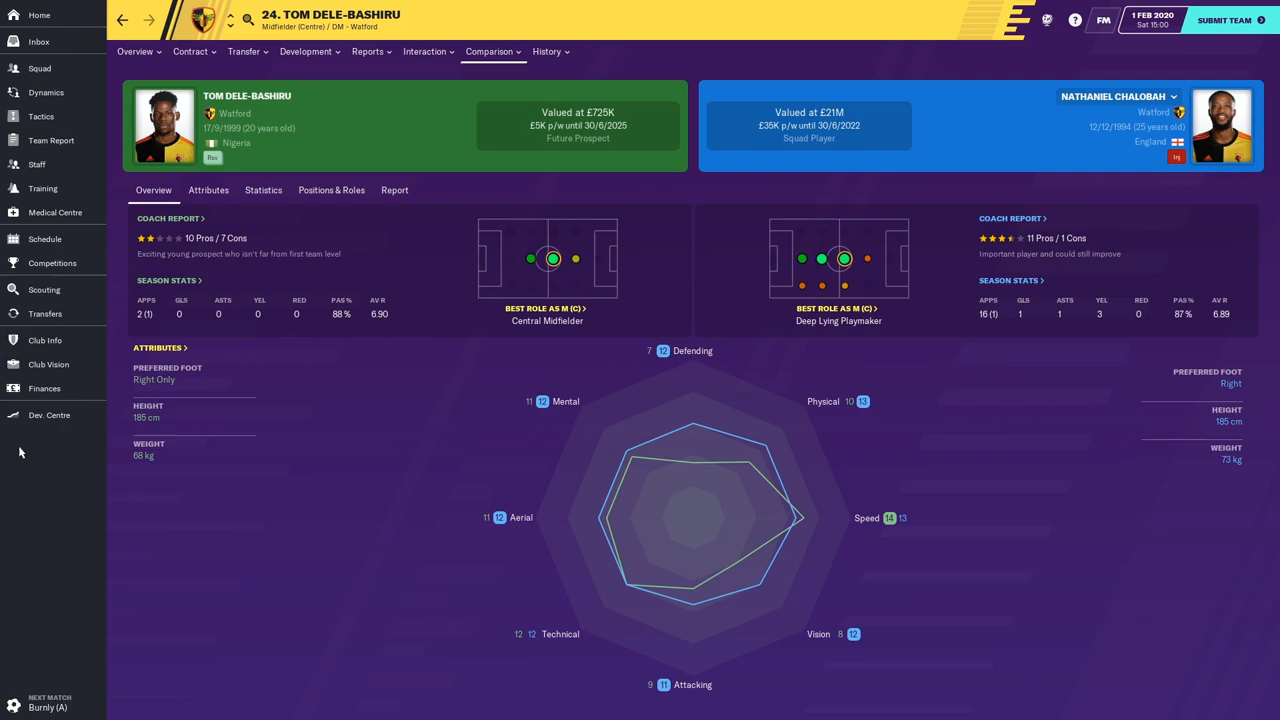 Home
Inbox
Squad
Dynamics
Tactics
Team Report
Staff
Training
Medical Centre
Schedule
Competitions
Scouting
Transfers
Club Info
Club Vision
Finances
Dev. Centre
NEXT MATCH
Burnly (A)
24. TOM DELE-BASHIRU
Midfielder (Centre) / DM - Watford
?
FM
1 FEB 2020
Sat 15:00
SUBMIT TEAM
Overview Contract Transfer Development Reports Interaction Comparison History
TOM DELE-BASHIRU
Watford
17/9/1999 (20 years old)
Nigeria
Rsv
Valued at £725K
£5K p/w until 30/6/2025
Future Prospect
Valued at £21M
£35K p/w until 30/6/2022
Squad Player
NATHANIEL CHALOBAH
Watford
12/12/1994 (25 years old)
England
Inj
Overview Attributes Statistics Positions & Roles Report
COACH REPORT
10 Pros / 7 Cons
Exciting young prospect who isn't far from first team level
SEASON STATS
APPS GLS ASTS YEL RED PAS % AV R
2 (1) 0 0 0 0 88 % 6.90
BEST ROLE AS M (C)
Central Midfielder
BEST ROLE AS M (C)
Deep Lying Playmaker
COACH REPORT
11 Pros / 1 Cons
Important player and could still improve
SEASON STATS
APPS GLS ASTS YEL RED PAS % AV R
16 (1) 1 1 3 0 87 % 6.89
ATTRIBUTES
PREFERRED FOOT
Right Only
HEIGHT
185 cm
WEIGHT
68 kg
7 12 Defending
11 12 Mental
Physical 10 13
11 12 Aerial
Speed 14 13
12 12 Technical
Vision 8 12
9 11 Attacking
PREFERRED FOOT
Right
HEIGHT
185 cm
WEIGHT
73 kg